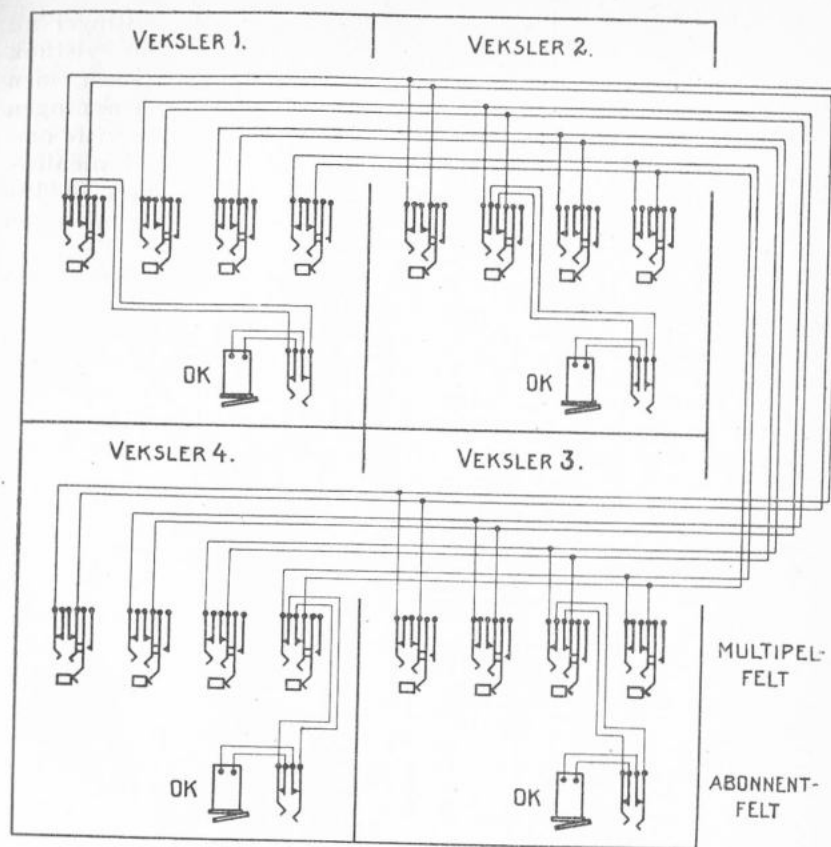 VEKSLER 1.
VEKSLER 2.
OK
OK
VEKSLER 4.
VEKSLER 3.
MULTIPEL-
FELT
OK
OK
ABONNENT-
FELT